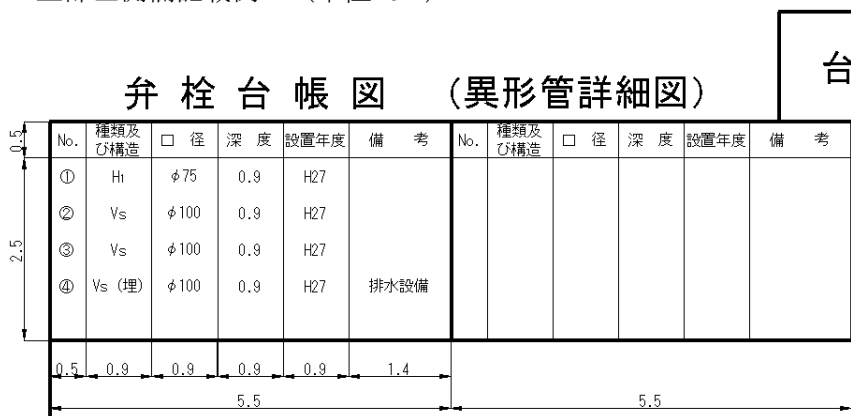 台
弁栓台帳図 (異形管詳細図)
No. 種類及び構造 口 径 深 度 設置年度 備 考 No. 種類及び構造 口 径 深 度 設置年度 備 考
① H₁ φ75 0.9 H27
② Vs φ100 0.9 H27
③ Vs φ100 0.9 H27
④ Vs (埋) φ100 0.9 H27 排水設備
0.5
2.5
0.5 0.9 0.9 0.9 0.9 1.4
5.5 5.5